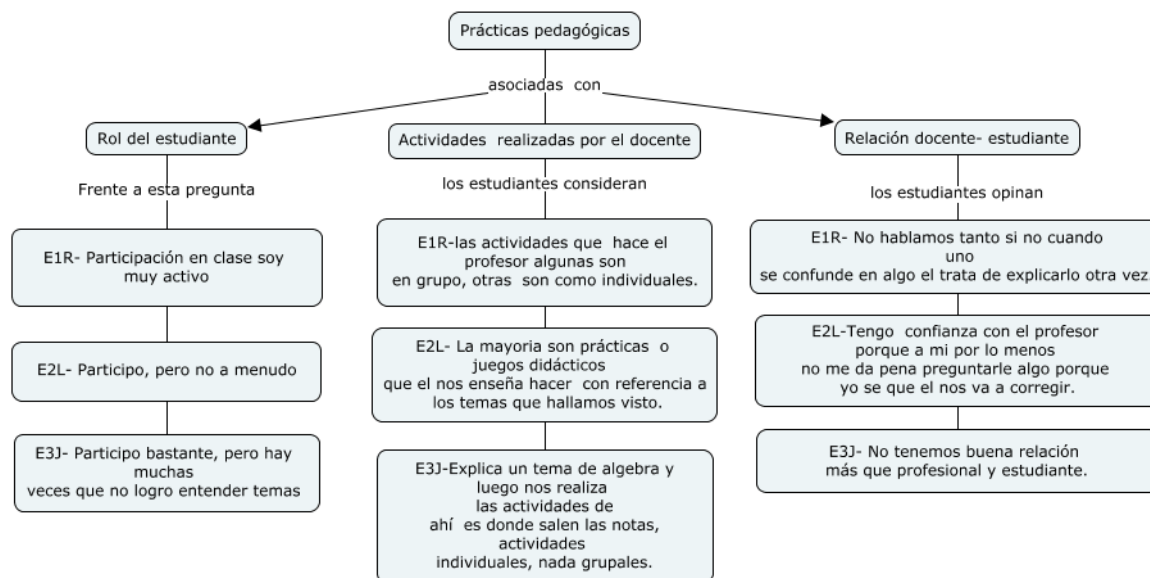 Prácticas pedagógicas
asociadas con
Rol del estudiante
Frente a esta pregunta
E1R- Participación en clase soy
muy activo
E2L- Participo, pero no a menudo
E3J- Participo bastante, pero hay
muchas
veces que no logro entender temas
Actividades realizadas por el docente
los estudiantes consideran
E1R-las actividades que hace el
profesor algunas son
en grupo, otras son como individuales.
E2L- La mayoria son prácticas o
juegos didácticos
que el nos enseña hacer con referencia a
los temas que hallamos visto.
E3J-Explica un tema de algebra y
luego nos realiza
las actividades de
ahí es donde salen las notas,
actividades
individuales, nada grupales.
Relación docente- estudiante
los estudiantes opinan
E1R- No hablamos tanto si no cuando
uno
se confunde en algo el trata de explicarlo otra vez.
E2L-Tengo confianza con el profesor
porque a mi por lo menos
no me da pena preguntarle algo porque
yo se que el nos va a corregir.
E3J- No tenemos buena relación
más que profesional y estudiante.